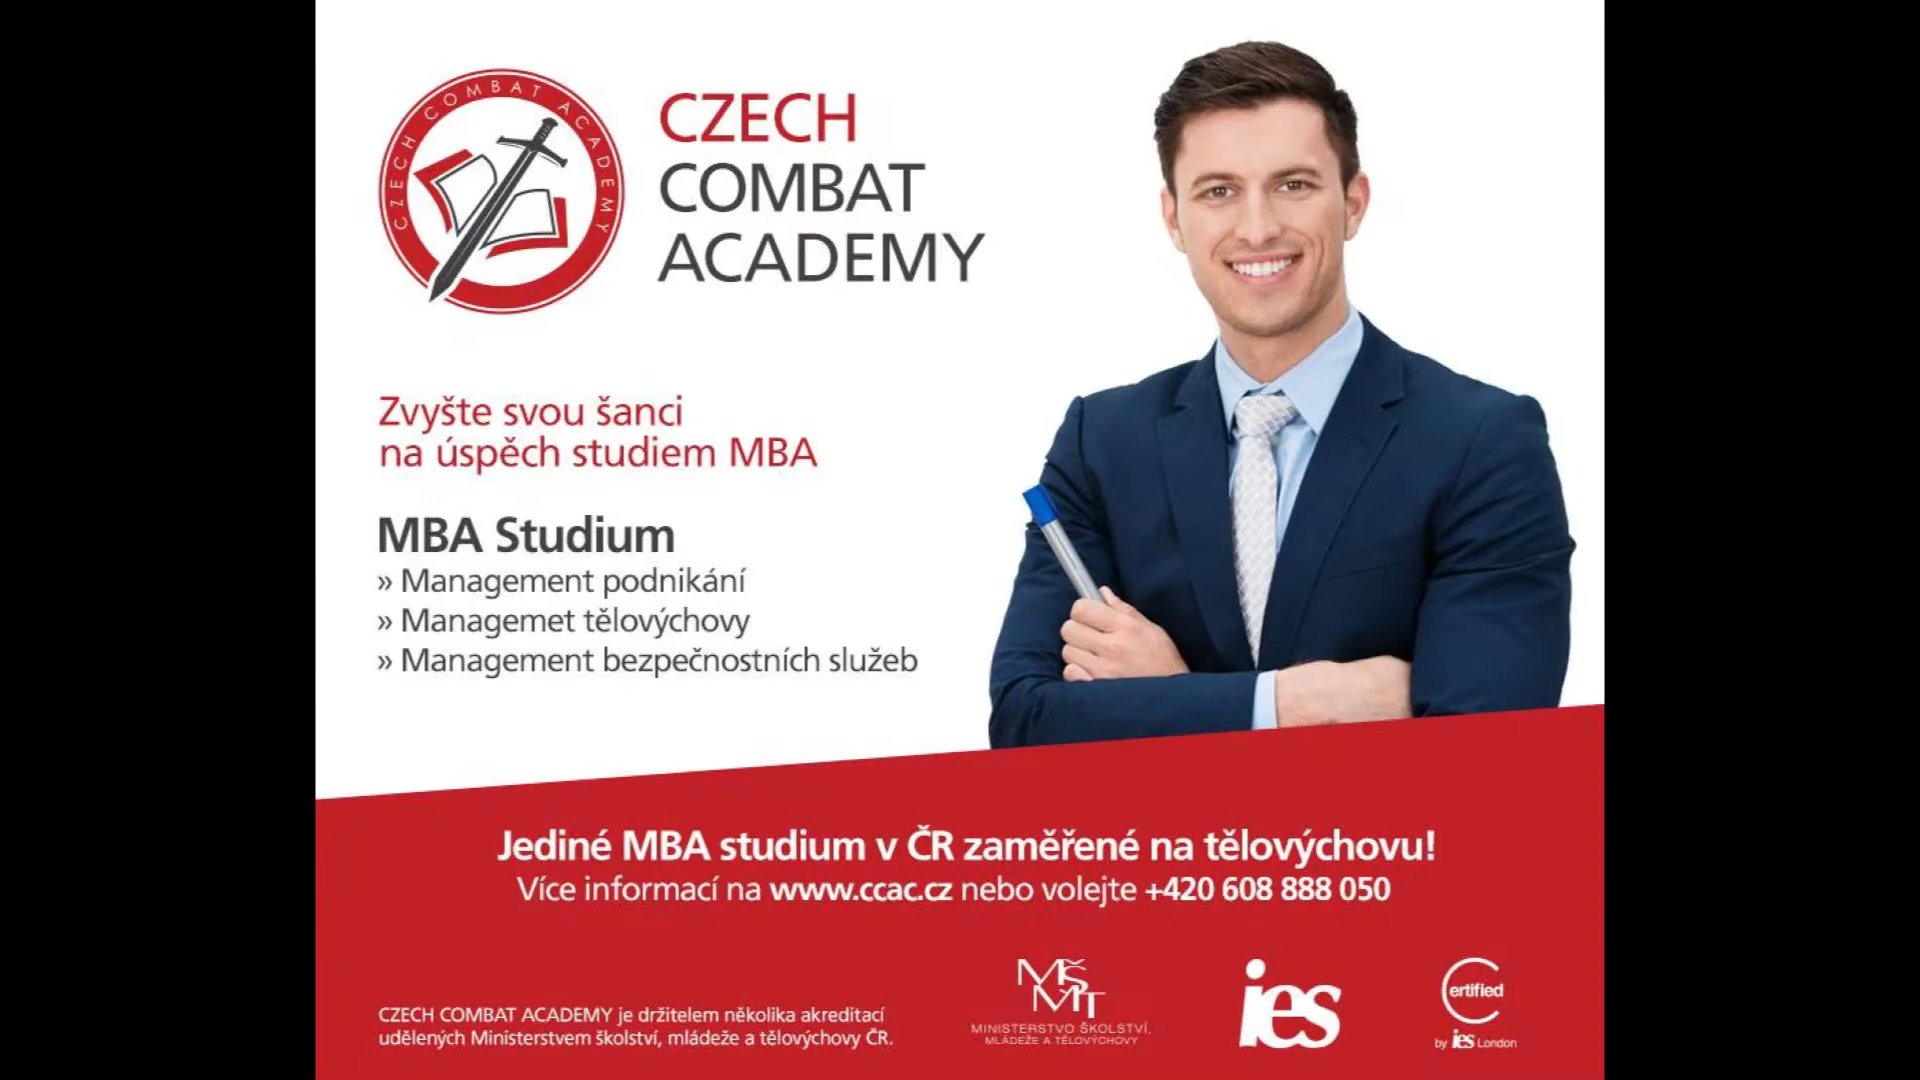 CZECH COMBAT ACADEMY
CZECH
COMBAT
ACADEMY
Zvyšte svou šanci
na úspěch studiem MBA
MBA Studium
» Management podnikání
» Managemet tělovýchovy
» Management bezpečnostních služeb
Jediné MBA studium v ČR zaměřené na tělovýchovu!
Více informací na www.ccac.cz nebo volejte +420 608 888 050
CZECH COMBAT ACADEMY je držitelem několika akreditací
udělených Ministerstvem školství, mládeže a tělovýchovy ČR.
MŠMT
MINISTERSTVO ŠKOLSTVÍ,
MLÁDEŽE A TĚLOVÝCHOVY
ies
Certified
by ies London